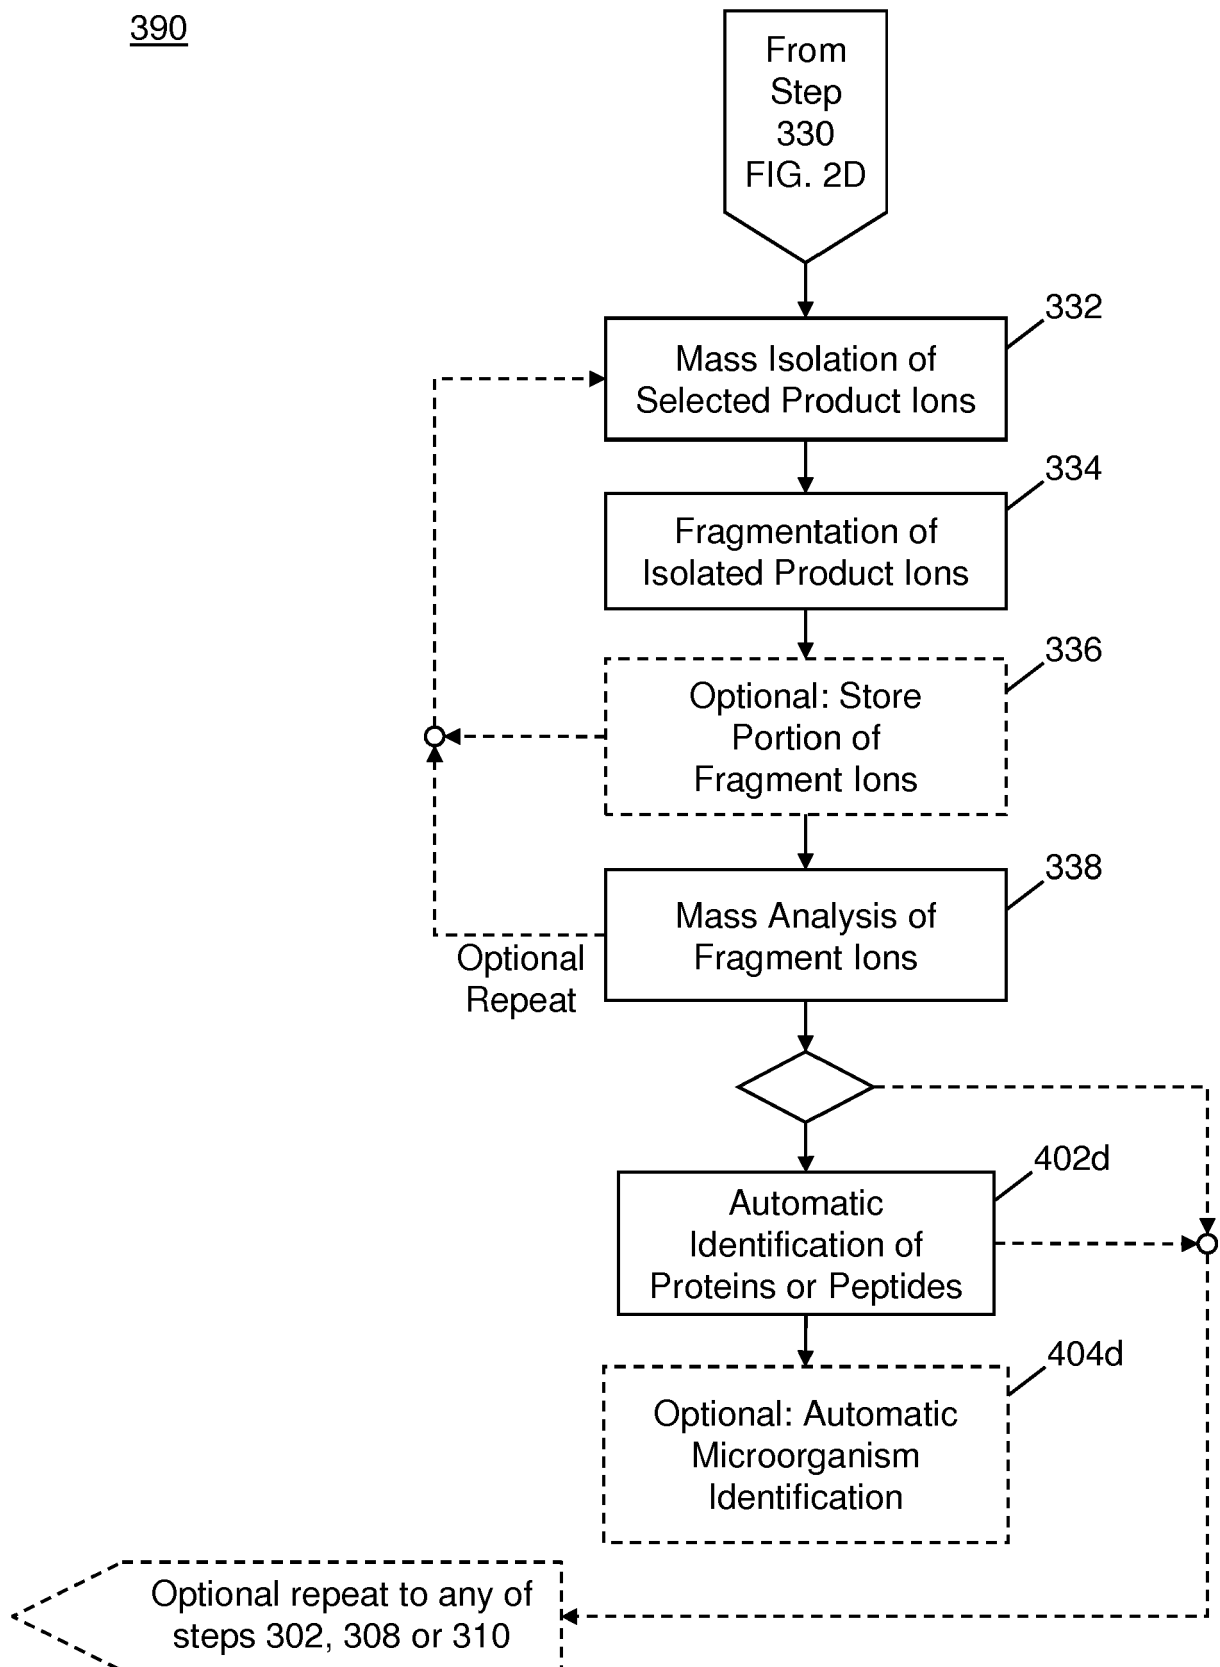 390
From
Step
330
FIG. 2D
332
Mass Isolation of
Selected Product Ions
334
Fragmentation of
Isolated Product Ions
336
Optional: Store
Portion of
Fragment Ions
338
Mass Analysis of
Fragment Ions
Optional
Repeat
402d
Automatic
Identification of
Proteins or Peptides
404d
Optional: Automatic
Microorganism
Identification
Optional repeat to any of
steps 302, 308 or 310